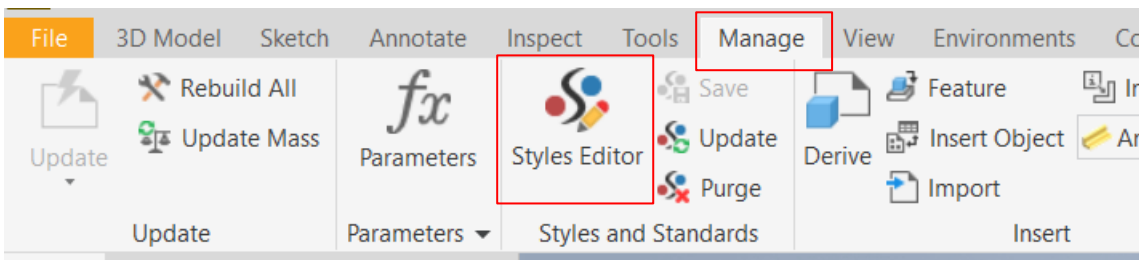 File 3D Model Sketch Annotate Inspect Tools Manage View Environments
Rebuild All
Update Mass
Update
Update
fx
Parameters
Parameters
Styles Editor
Save
Update
Purge
Styles and Standards
Derive
Feature
Insert Object
Import
Insert